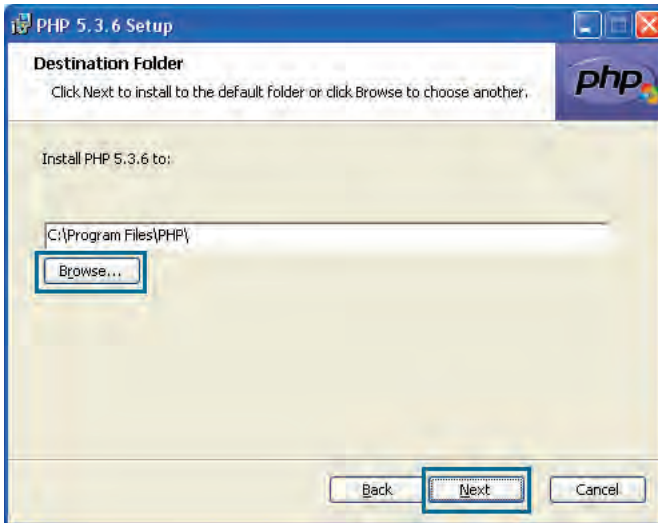 PHP 5.3.6 Setup
Destination Folder
Click Next to install to the default folder or click Browse to choose another.
php
Install PHP 5.3.6 to:
C:\Program Files\PHP\
Browse...
Back
Next
Cancel